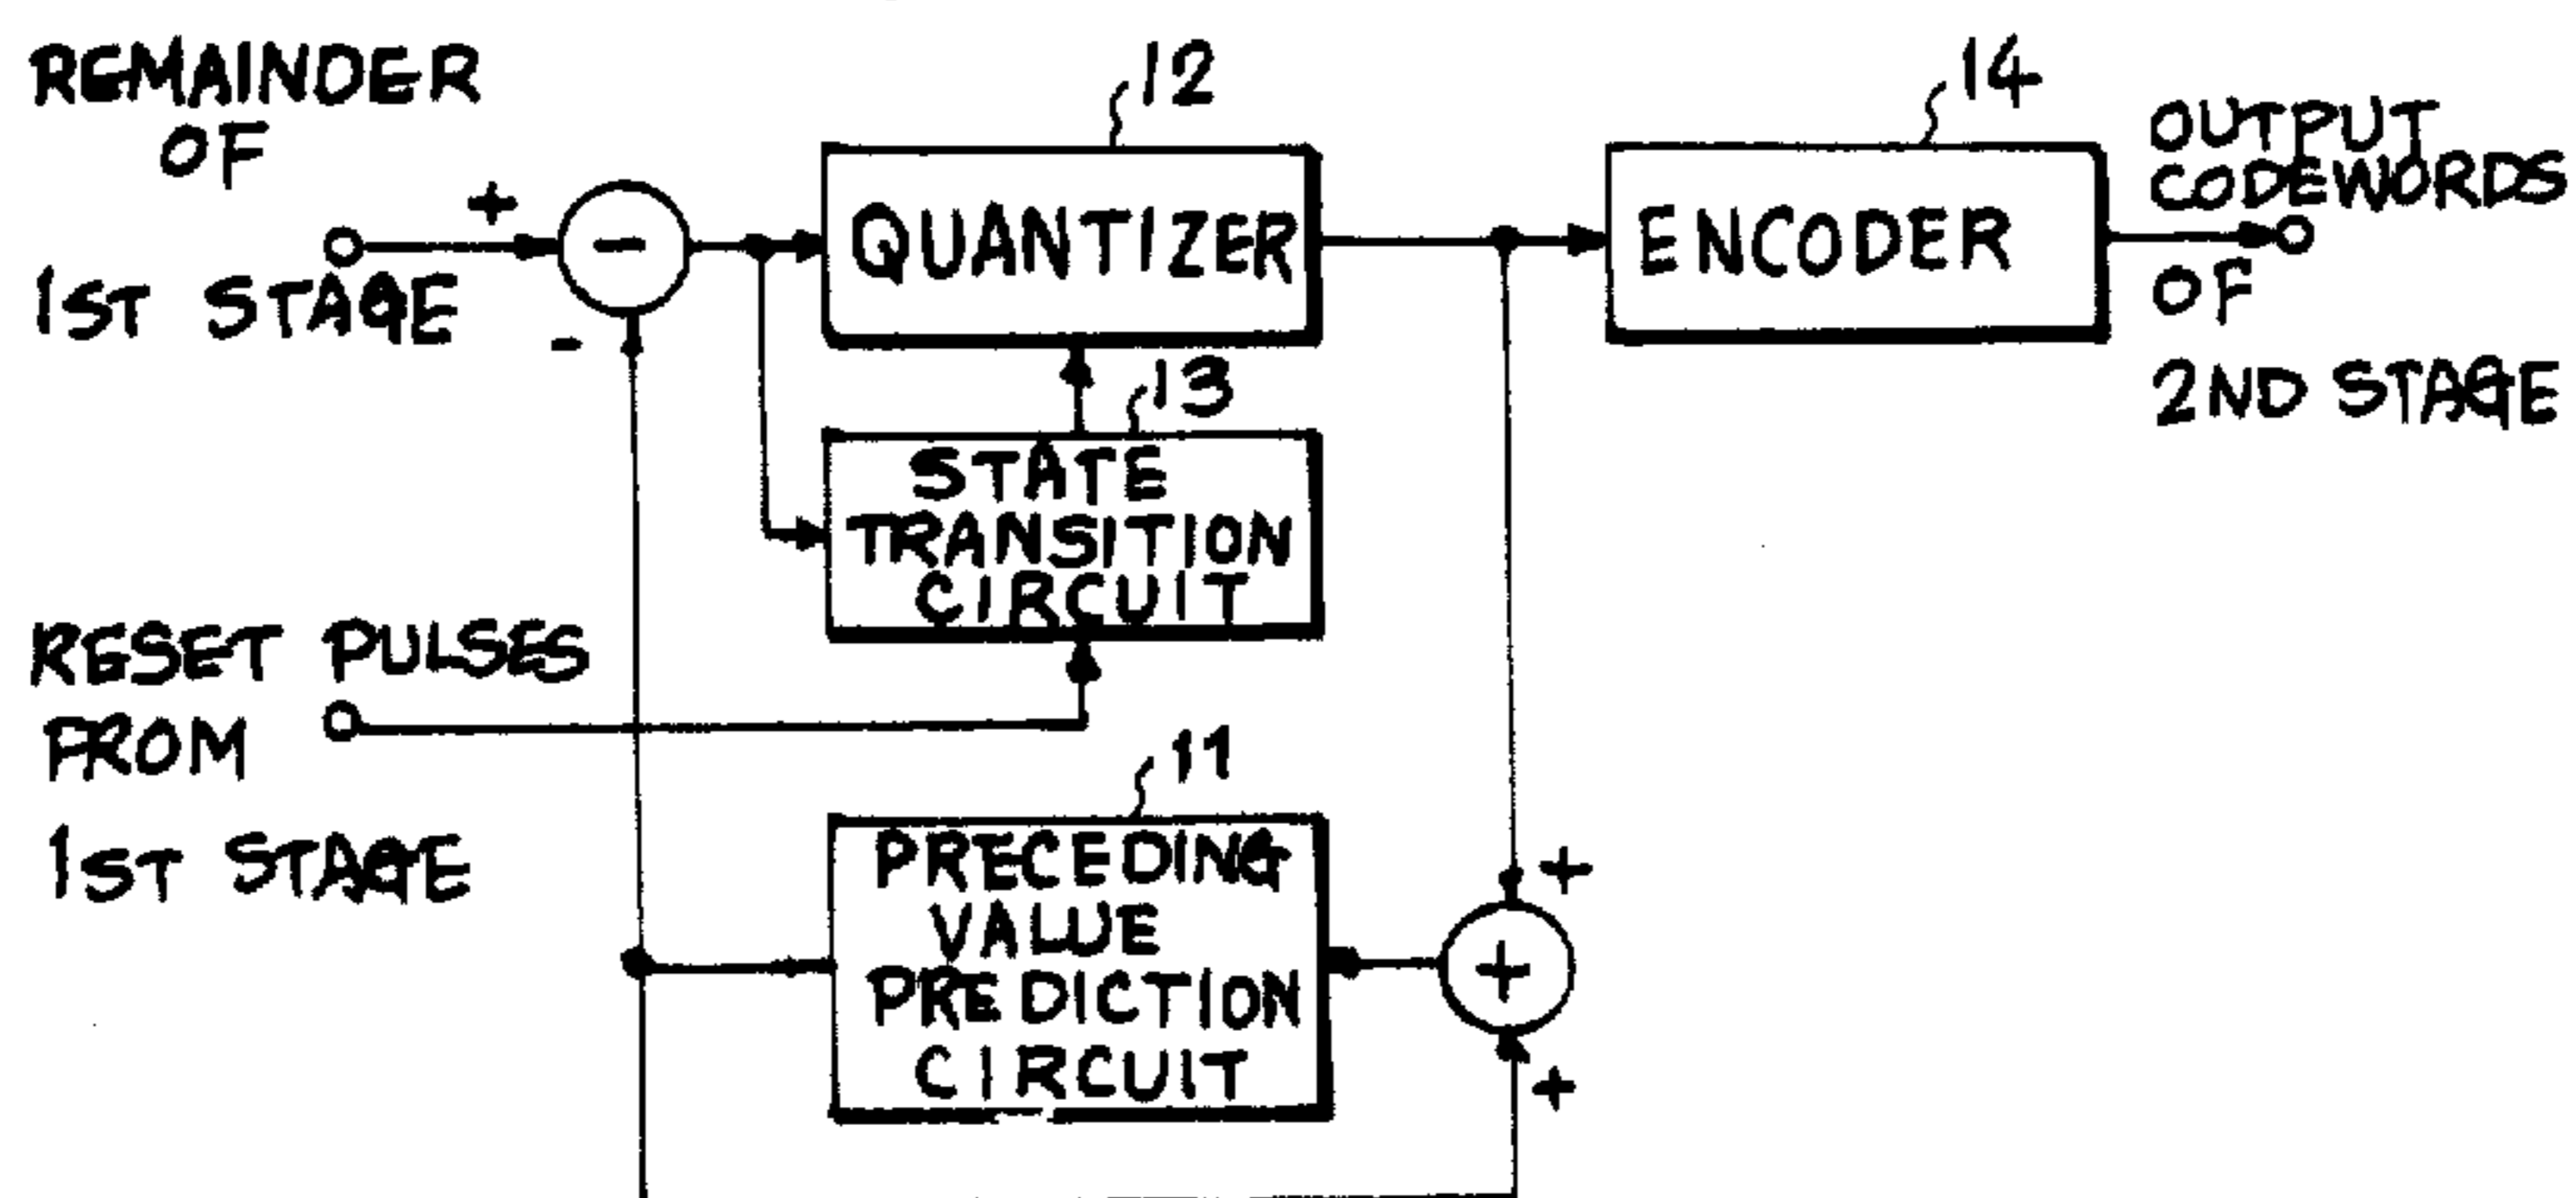 REMAINDER
OF
1ST STAGE
+
-
-
12
QUANTIZER
14
ENCODER
OUTPUT
CODEWORDS
OF
2ND STAGE
13
STATE
TRANSITION
CIRCUIT
RESET PULSES
FROM
1ST STAGE
11
PRECEDING
VALUE
PREDICTION
CIRCUIT
+
+
+